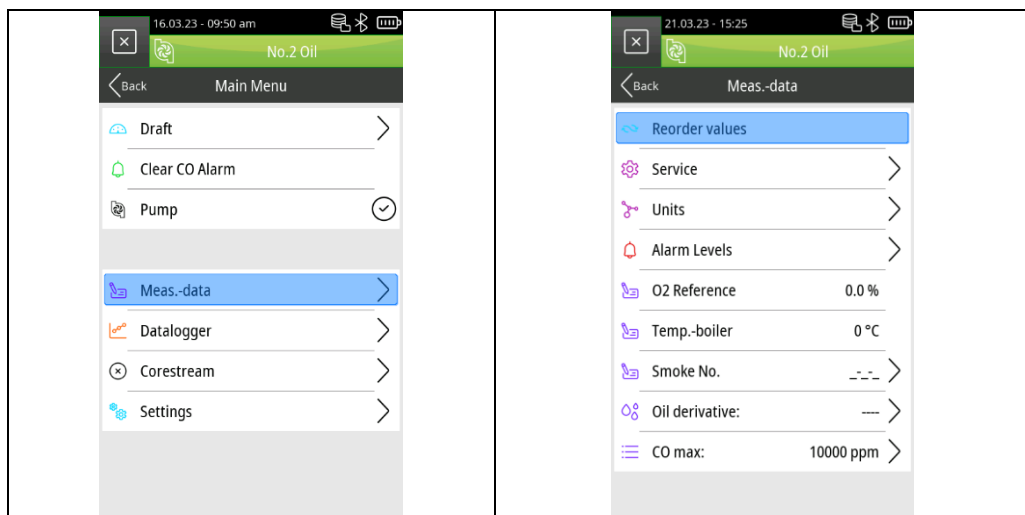 16.03.23 - 09:50 am
No.2 Oil
Back Main Menu
Draft
Clear CO Alarm
Pump
Meas.-data
Datalogger
Corestream
Settings
21.03.23 - 15:25
No.2 Oil
Back Meas.-data
Reorder values
Service
Units
Alarm Levels
O2 Reference 0.0 %
Temp.-boiler 0 °C
Smoke No. _-_-_
Oil derivative: ----
CO max: 10000 ppm